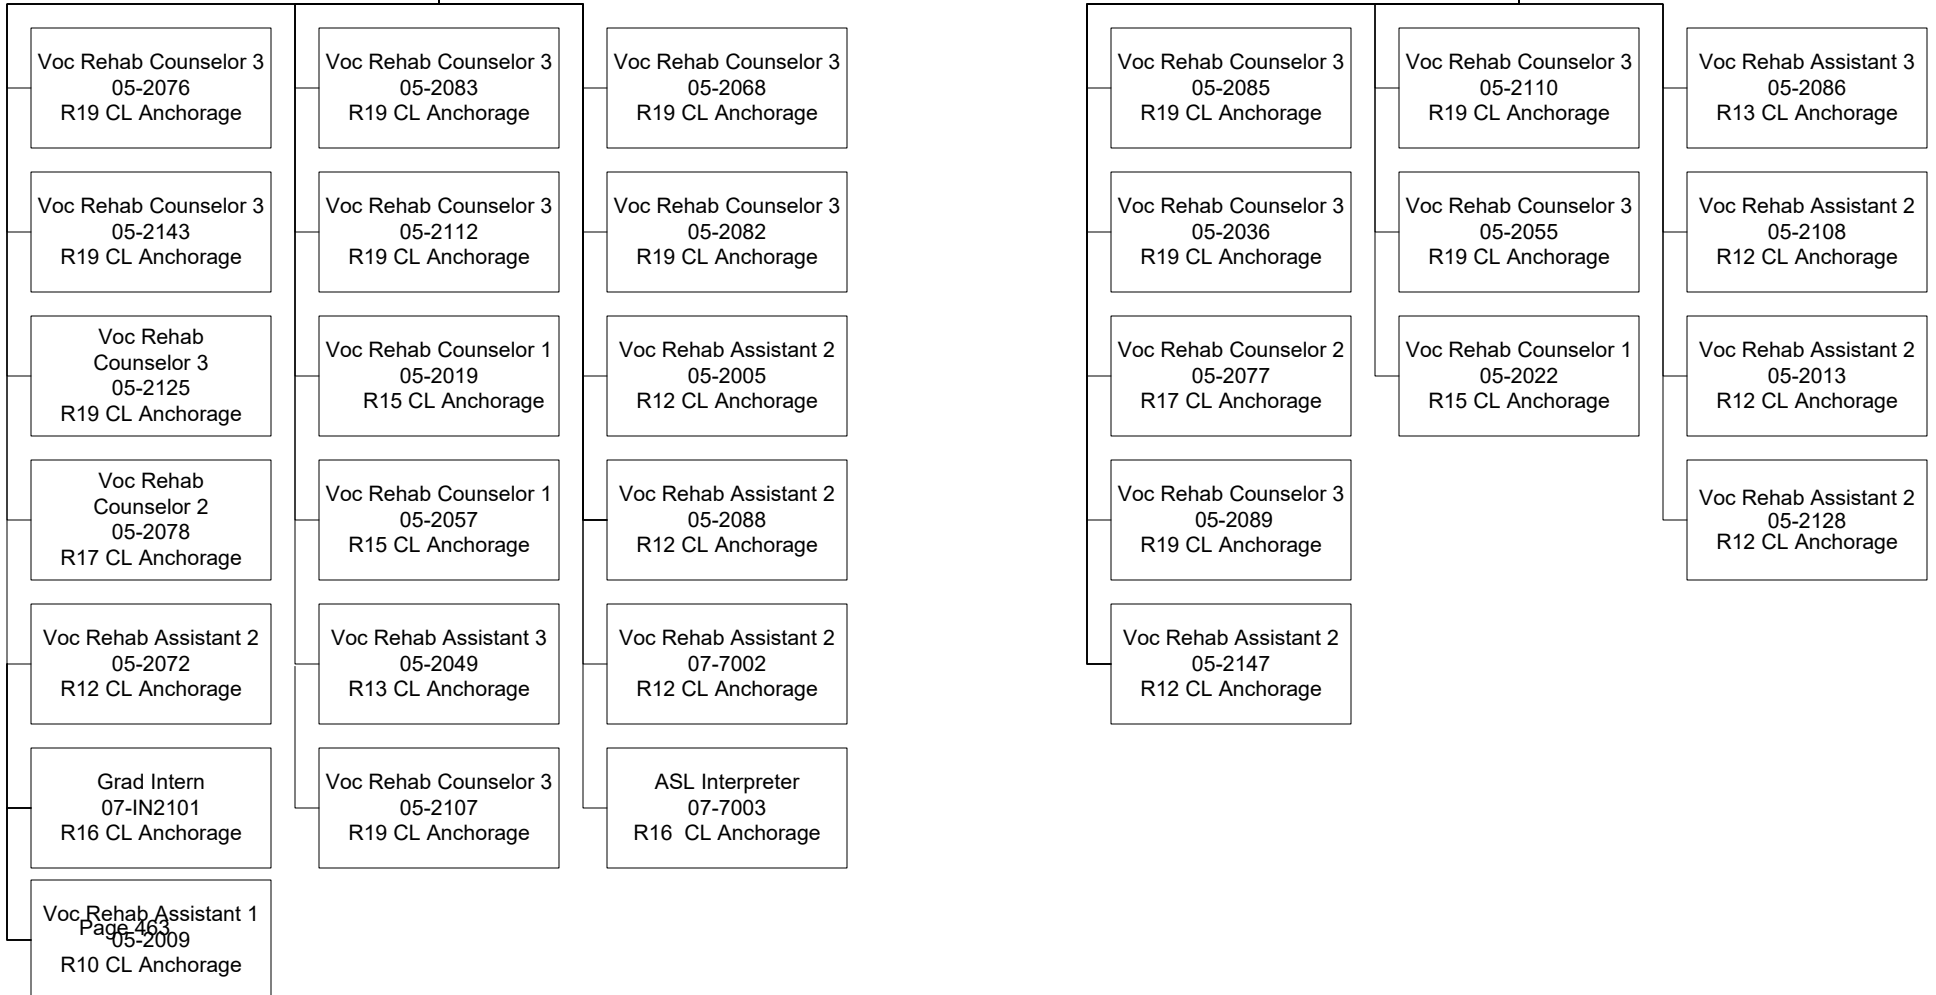 Voc Rehab Counselor 3
05-2076
R19 CL Anchorage
Voc Rehab Counselor 3
05-2143
R19 CL Anchorage
Voc Rehab
Counselor 3
05-2125
R19 CL Anchorage
Voc Rehab
Counselor 2
05-2078
R17 CL Anchorage
Voc Rehab Assistant 2
05-2072
R12 CL Anchorage
Grad Intern
07-IN2101
R16 CL Anchorage
Voc Rehab Assistant 1
Page 463
05-2009
R10 CL Anchorage
Voc Rehab Counselor 3
05-2083
R19 CL Anchorage
Voc Rehab Counselor 3
05-2112
R19 CL Anchorage
Voc Rehab Counselor 1
05-2019
R15 CL Anchorage
Voc Rehab Counselor 1
05-2057
R15 CL Anchorage
Voc Rehab Assistant 3
05-2049
R13 CL Anchorage
Voc Rehab Counselor 3
05-2107
R19 CL Anchorage
Voc Rehab Counselor 3
05-2068
R19 CL Anchorage
Voc Rehab Counselor 3
05-2082
R19 CL Anchorage
Voc Rehab Assistant 2
05-2005
R12 CL Anchorage
Voc Rehab Assistant 2
05-2088
R12 CL Anchorage
Voc Rehab Assistant 2
07-7002
R12 CL Anchorage
ASL Interpreter
07-7003
R16  CL Anchorage
Voc Rehab Counselor 3
05-2085
R19 CL Anchorage
Voc Rehab Counselor 3
05-2036
R19 CL Anchorage
Voc Rehab Counselor 2
05-2077
R17 CL Anchorage
Voc Rehab Counselor 3
05-2089
R19 CL Anchorage
Voc Rehab Assistant 2
05-2147
R12 CL Anchorage
Voc Rehab Counselor 3
05-2110
R19 CL Anchorage
Voc Rehab Counselor 3
05-2055
R19 CL Anchorage
Voc Rehab Counselor 1
05-2022
R15 CL Anchorage
Voc Rehab Assistant 3
05-2086
R13 CL Anchorage
Voc Rehab Assistant 2
05-2108
R12 CL Anchorage
Voc Rehab Assistant 2
05-2013
R12 CL Anchorage
Voc Rehab Assistant 2
05-2128
R12 CL Anchorage